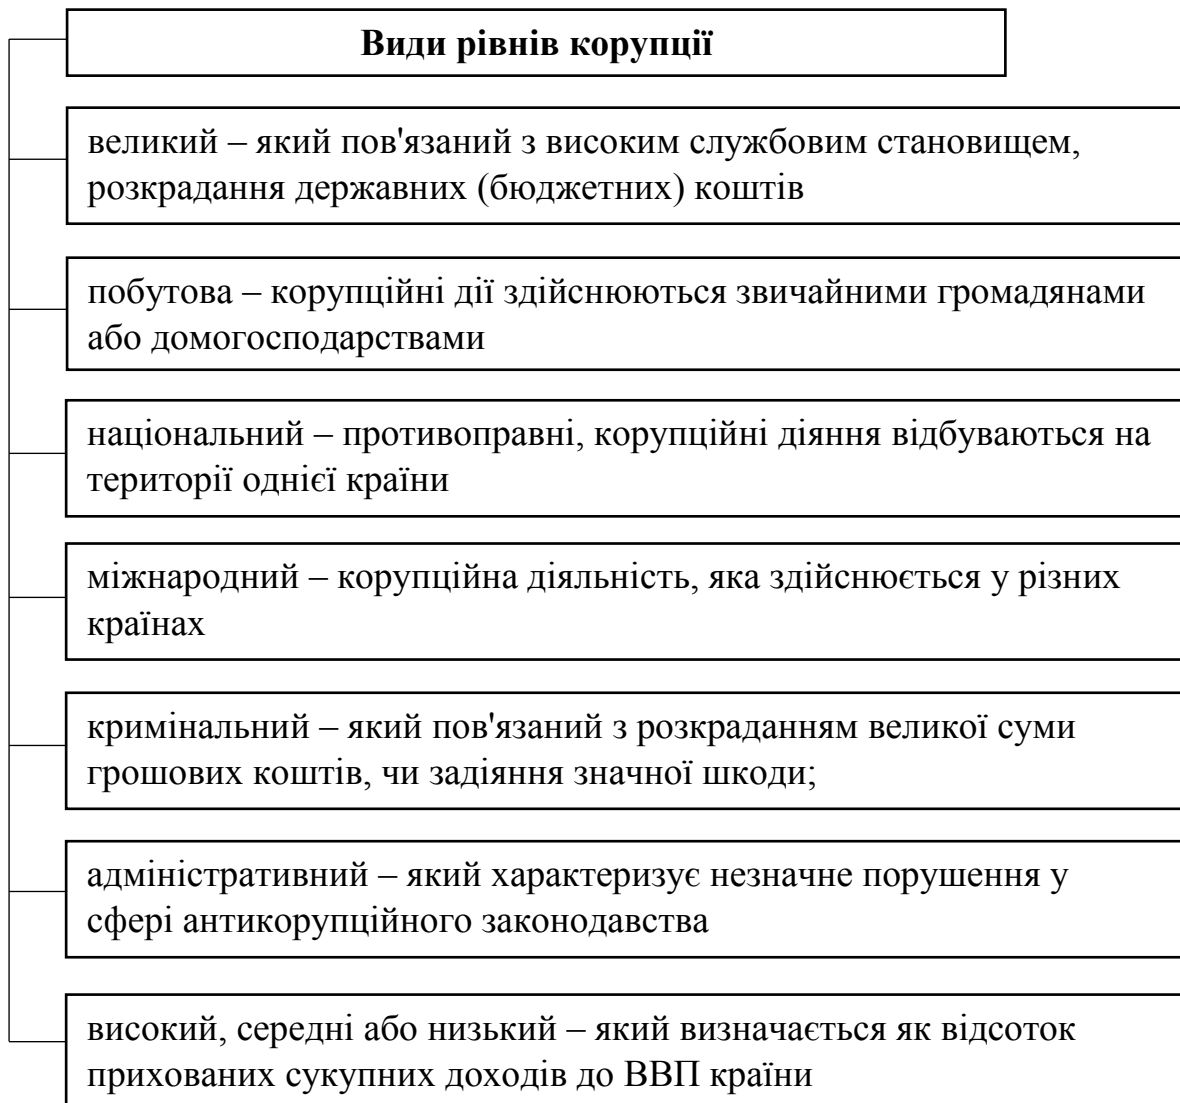 Види рівнів корупції
великий – який пов'язаний з високим службовим становищем,
розкрадання державних (бюджетних) коштів
побутова – корупційні дії здійснюються звичайними громадянами
або домогосподарствами
національний – противоправні, корупційні діяння відбуваються на
території однієї країни
міжнародний – корупційна діяльність, яка здійснюється у різних
країнах
кримінальний – який пов'язаний з розкраданням великої суми
грошових коштів, чи задіяння значної шкоди;
адміністративний – який характеризує незначне порушення у
сфері антикорупційного законодавства
високий, середні або низький – який визначається як відсоток
прихованих сукупних доходів до ВВП країни